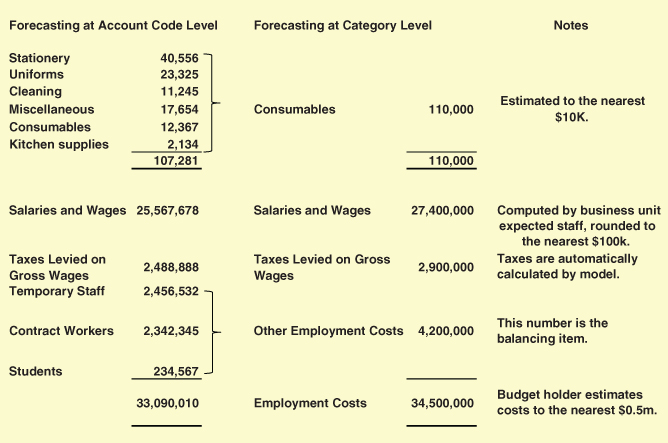 Forecasting at Account Code Level Forecasting at Category Level Notes
Stationery 40,556
Uniforms 23,325
Cleaning 11,245
Miscellaneous 17,654 Consumables 110,000 Estimated to the nearest
$10K.
Consumables 12,367
Kitchen supplies 2,134
107,281 110,000
Salaries and Wages 25,567,678 Salaries and Wages 27,400,000 Computed by business unit
expected staff, rounded to
the nearest $100k.
Taxes Levied on Taxes Levied on Gross Taxes are automatically
Gross Wages 2,488,888 Wages 2,900,000 calculated by model.
Temporary Staff 2,456,532
Contract Workers 2,342,345 Other Employment Costs 4,200,000 This number is the
balancing item.
Students 234,567
33,090,010 Employment Costs 34,500,000 Budget holder estimates
costs to the nearest $0.5m.